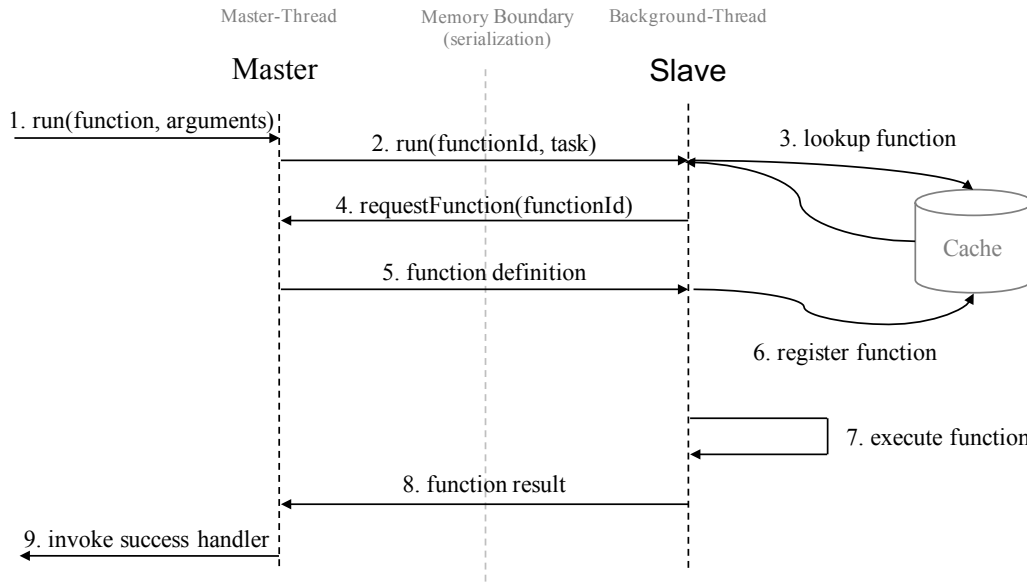 Master-Thread
Memory Boundary
(serialization)
Background-Thread
Master
Slave
1. run(function, arguments)
2. run(functionId, task)
3. lookup function
4. requestFunction(functionId)
Cache
5. function definition
6. register function
7. execute function
8. function result
9. invoke success handler